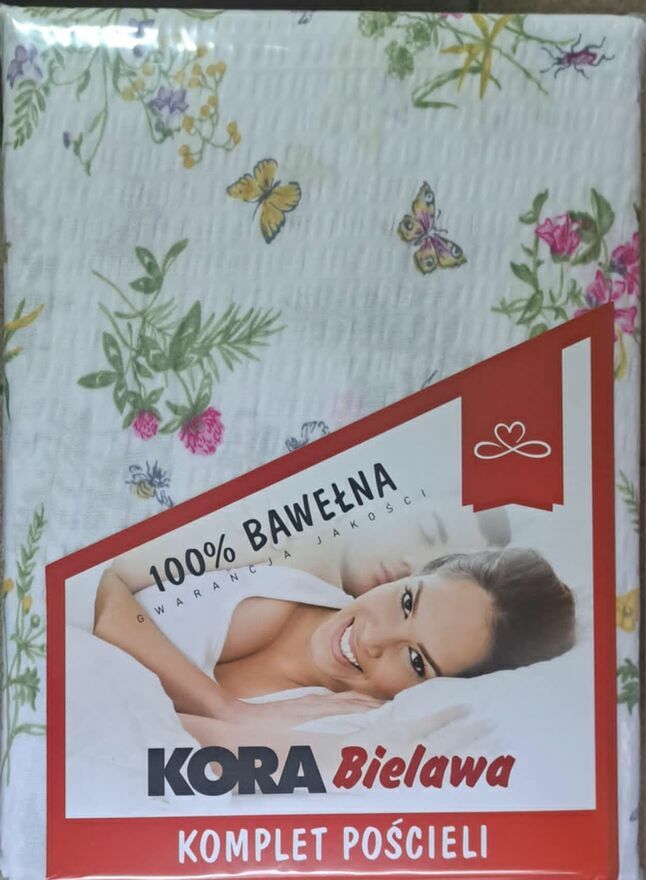 100% BAWEŁNA
GWARANCJA JAKOŚCI
KORA Bielawa
KOMPLET POŚCIELI